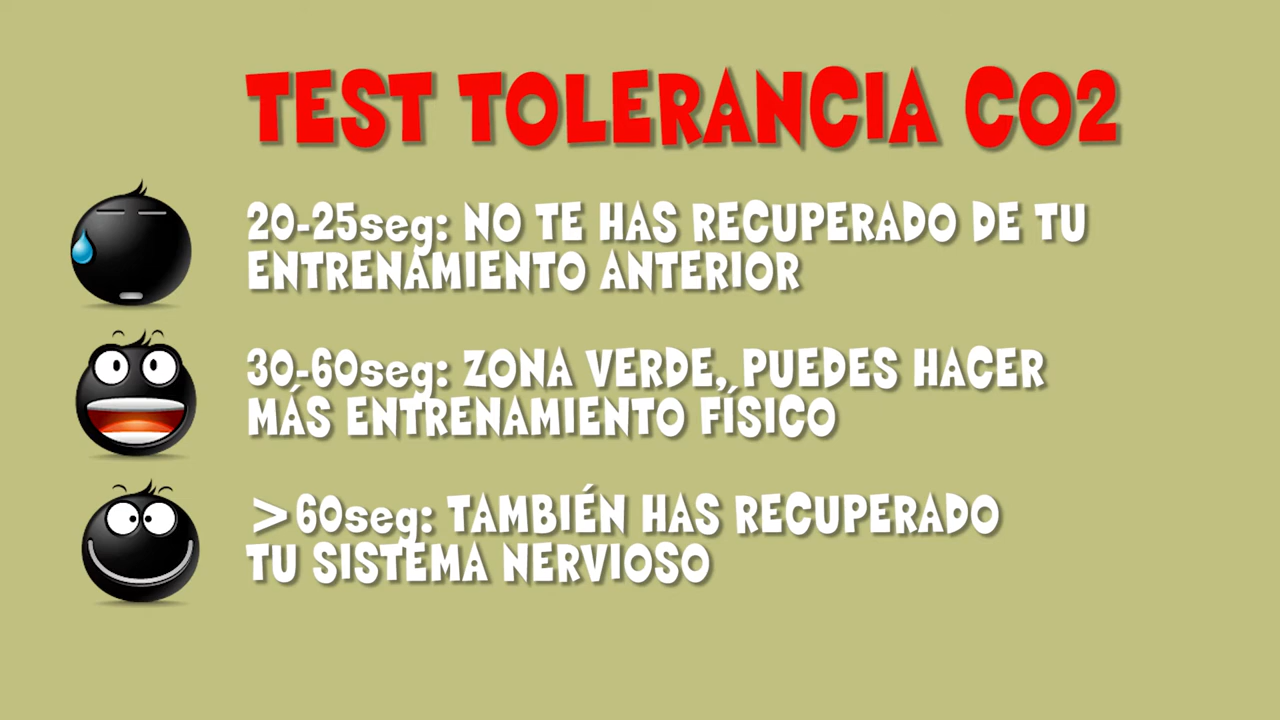 TEST TOLERANCIA CO2
20-25seg: NO TE HAS RECUPERADO DE TU
ENTRENAMIENTO ANTERIOR
30-60seg: ZONA VERDE, PUEDES HACER
MÁS ENTRENAMIENTO FÍSICO
>60seg: TAMBIÉN HAS RECUPERADO
TU SISTEMA NERVIOSO